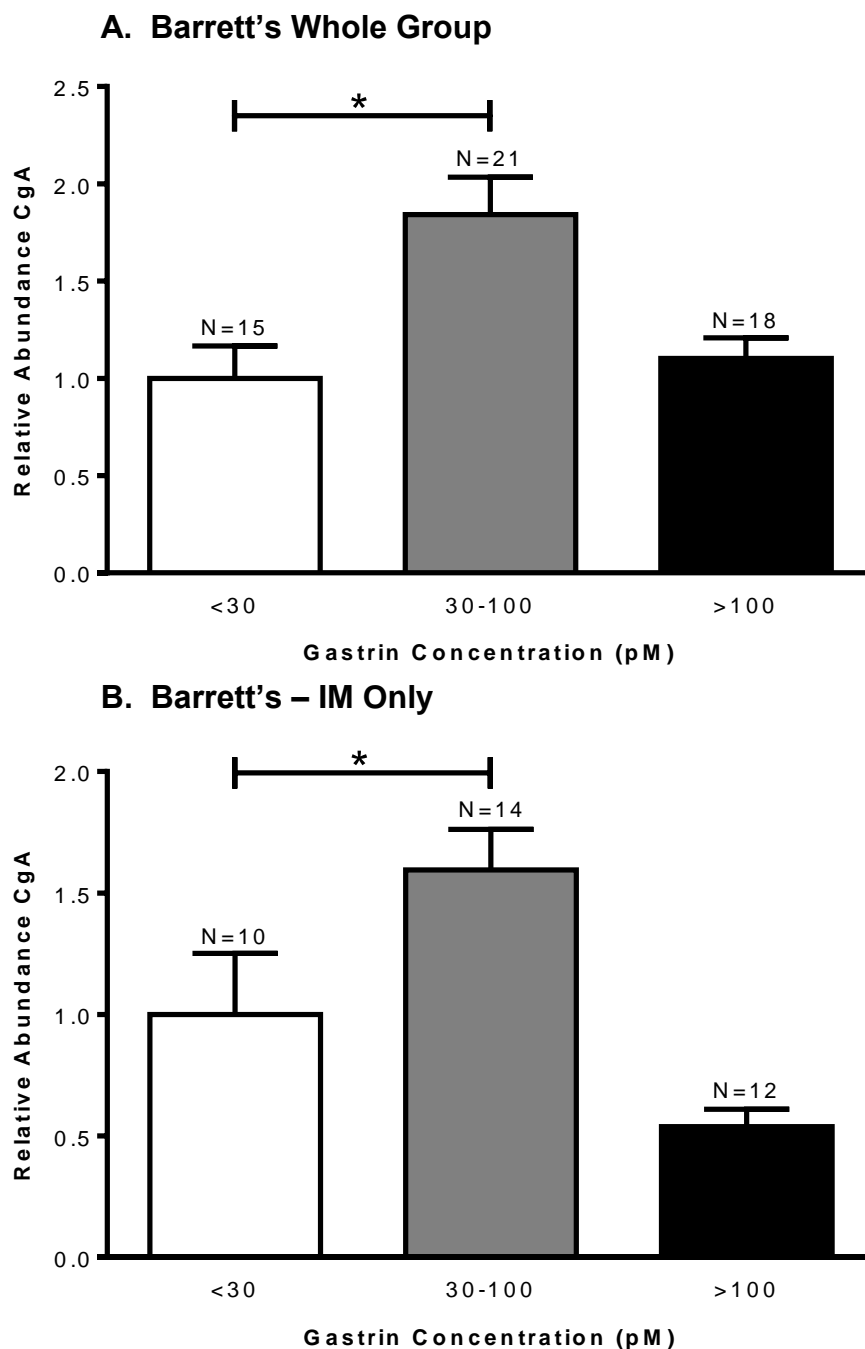 A. Barrett's Whole Group
Relative Abundance CgA
2.5
2.0
1.5
1.0
0.5
0.0
*
N=15
N=21
N=18
<30
30-100
>100
Gastrin Concentration (pM)
B. Barrett's – IM Only
Relative Abundance CgA
2.0
1.5
1.0
0.5
0.0
*
N=10
N=14
N=12
<30
30-100
>100
Gastrin Concentration (pM)